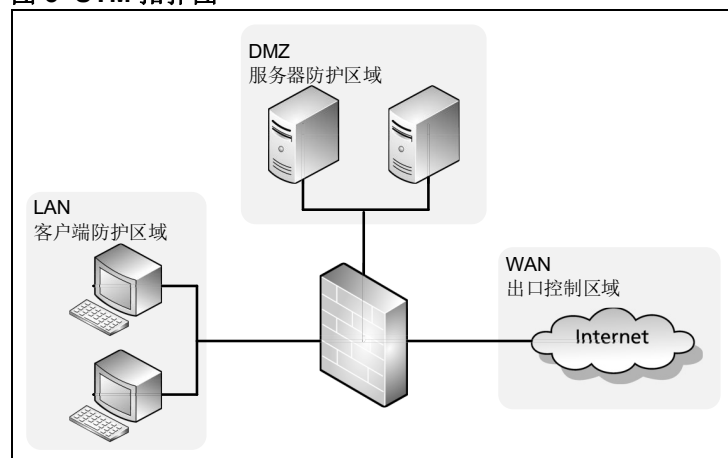 DMZ
服务器防护区域
LAN
客户端防护区域
WAN
出口控制区域
Internet